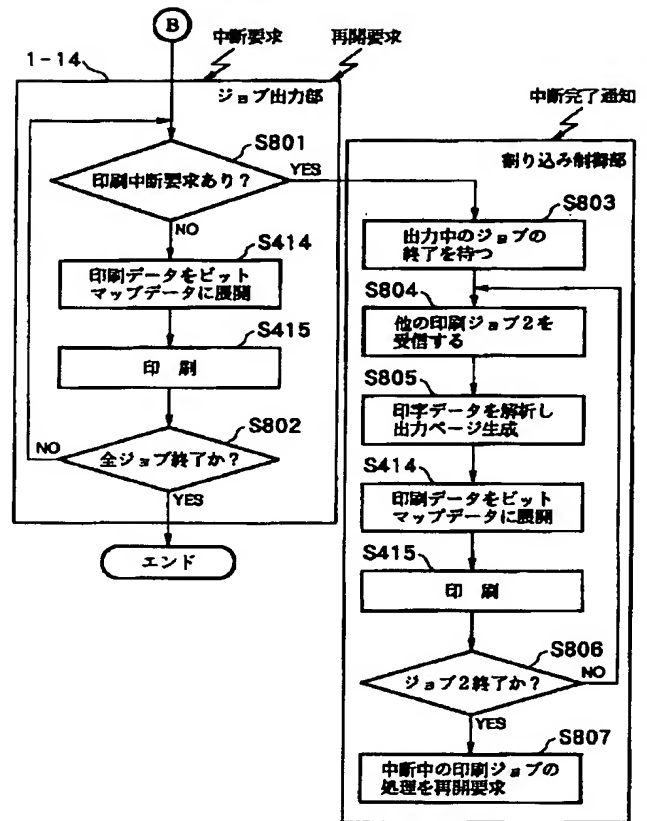 B
中断要求
再開要求
1-14
ジョブ出力部
S801
印刷中断要求あり？
YES
NO
S414
印刷データをビット
マップデータに展開
S415
印刷
S802
全ジョブ終了か？
NO
YES
エンド
中断完了通知
割り込み制御部
S803
出力中のジョブの
終了を待つ
S804
他の印刷ジョブ2を
受信する
S805
印字データを解析し
出力ページ生成
S414
印刷データをビット
マップデータに展開
S415
印刷
S806
ジョブ2終了か？
NO
YES
S807
中断中の印刷ジョブの
処理を再開要求